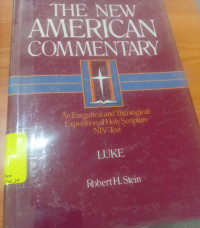 THE NEW
AMERICAN
COMMENTARY
An Exegetical and Theological
Exposition of Holy Scripture
NIV Text
LUKE
Robert H. Stein